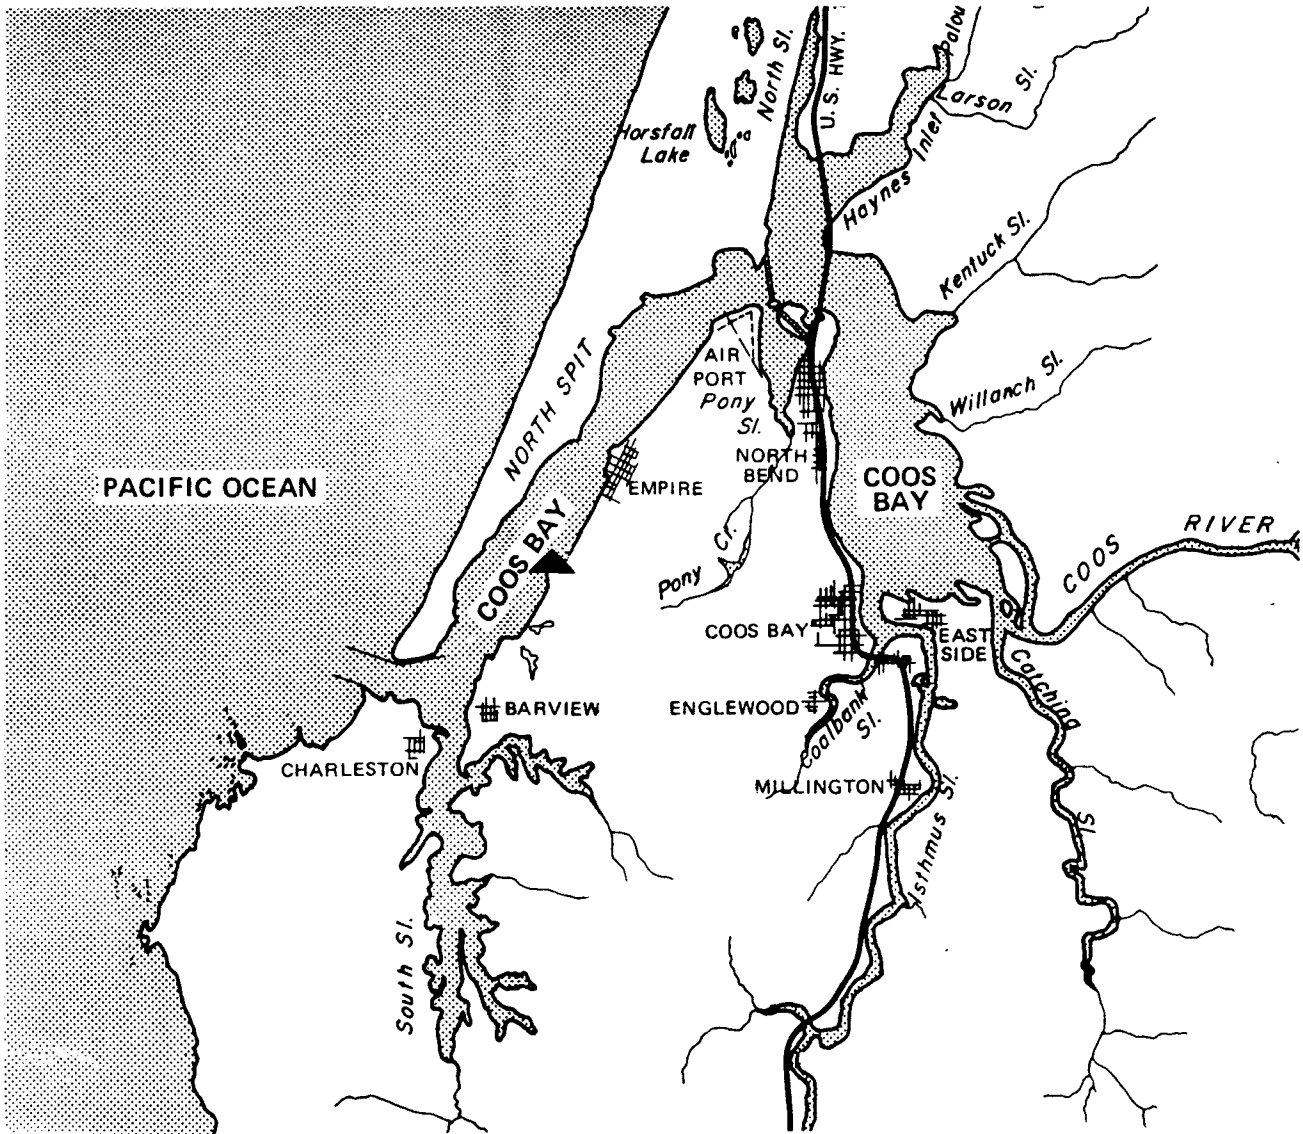 North Sl.
U. S. HWY.
Palou
Larson Sl.
Horsfall
Lake
Haynes Inlet
Kentuck Sl.
NORTH SPIT
AIR
PORT
Pony
Sl.
Willanch Sl.
NORTH
BEND
EMPIRE
PACIFIC OCEAN
COOS
BAY
COOS BAY
Pony Cr.
COOS RIVER
COOS BAY
EAST
SIDE
Catching
Sl.
ENGLEWOOD
Coalbank
Sl.
BARVIEW
CHARLESTON
MILLINGTON
Isthmus Sl.
South Sl.